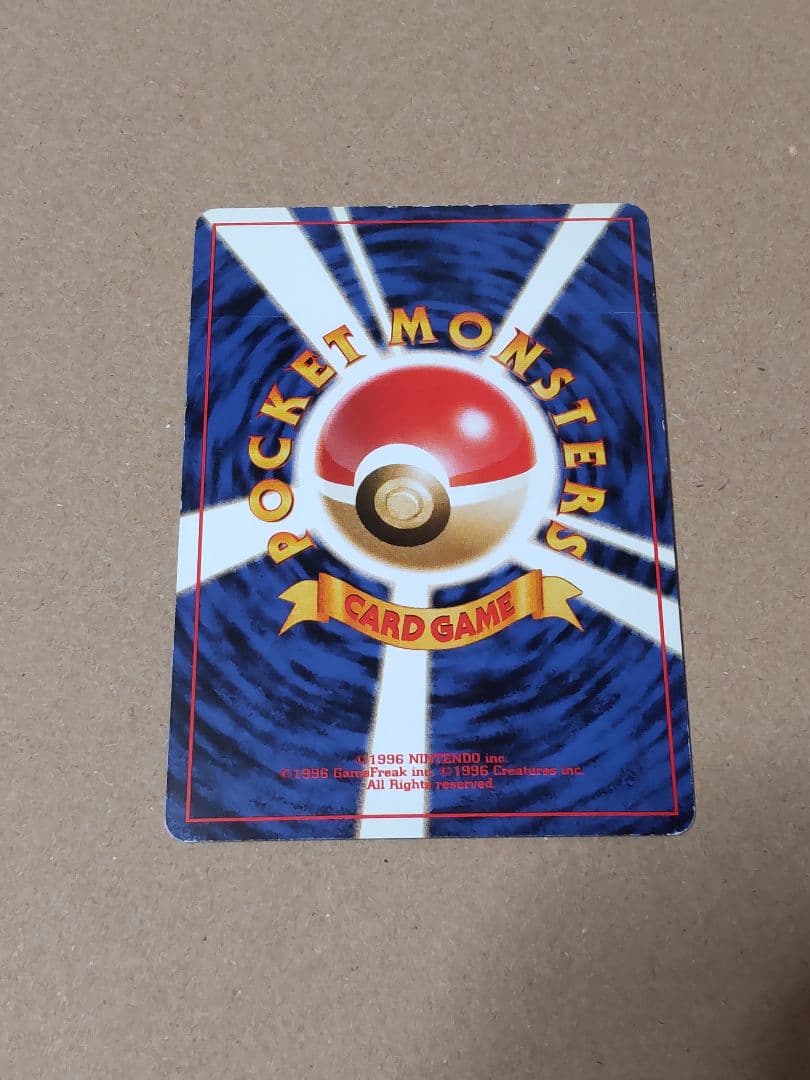 POCKET MONSTERS
CARD GAME
©1996 NINTENDO inc.
©1996 GameFreak inc. ©1996 Creatures inc.
All Rights reserved.